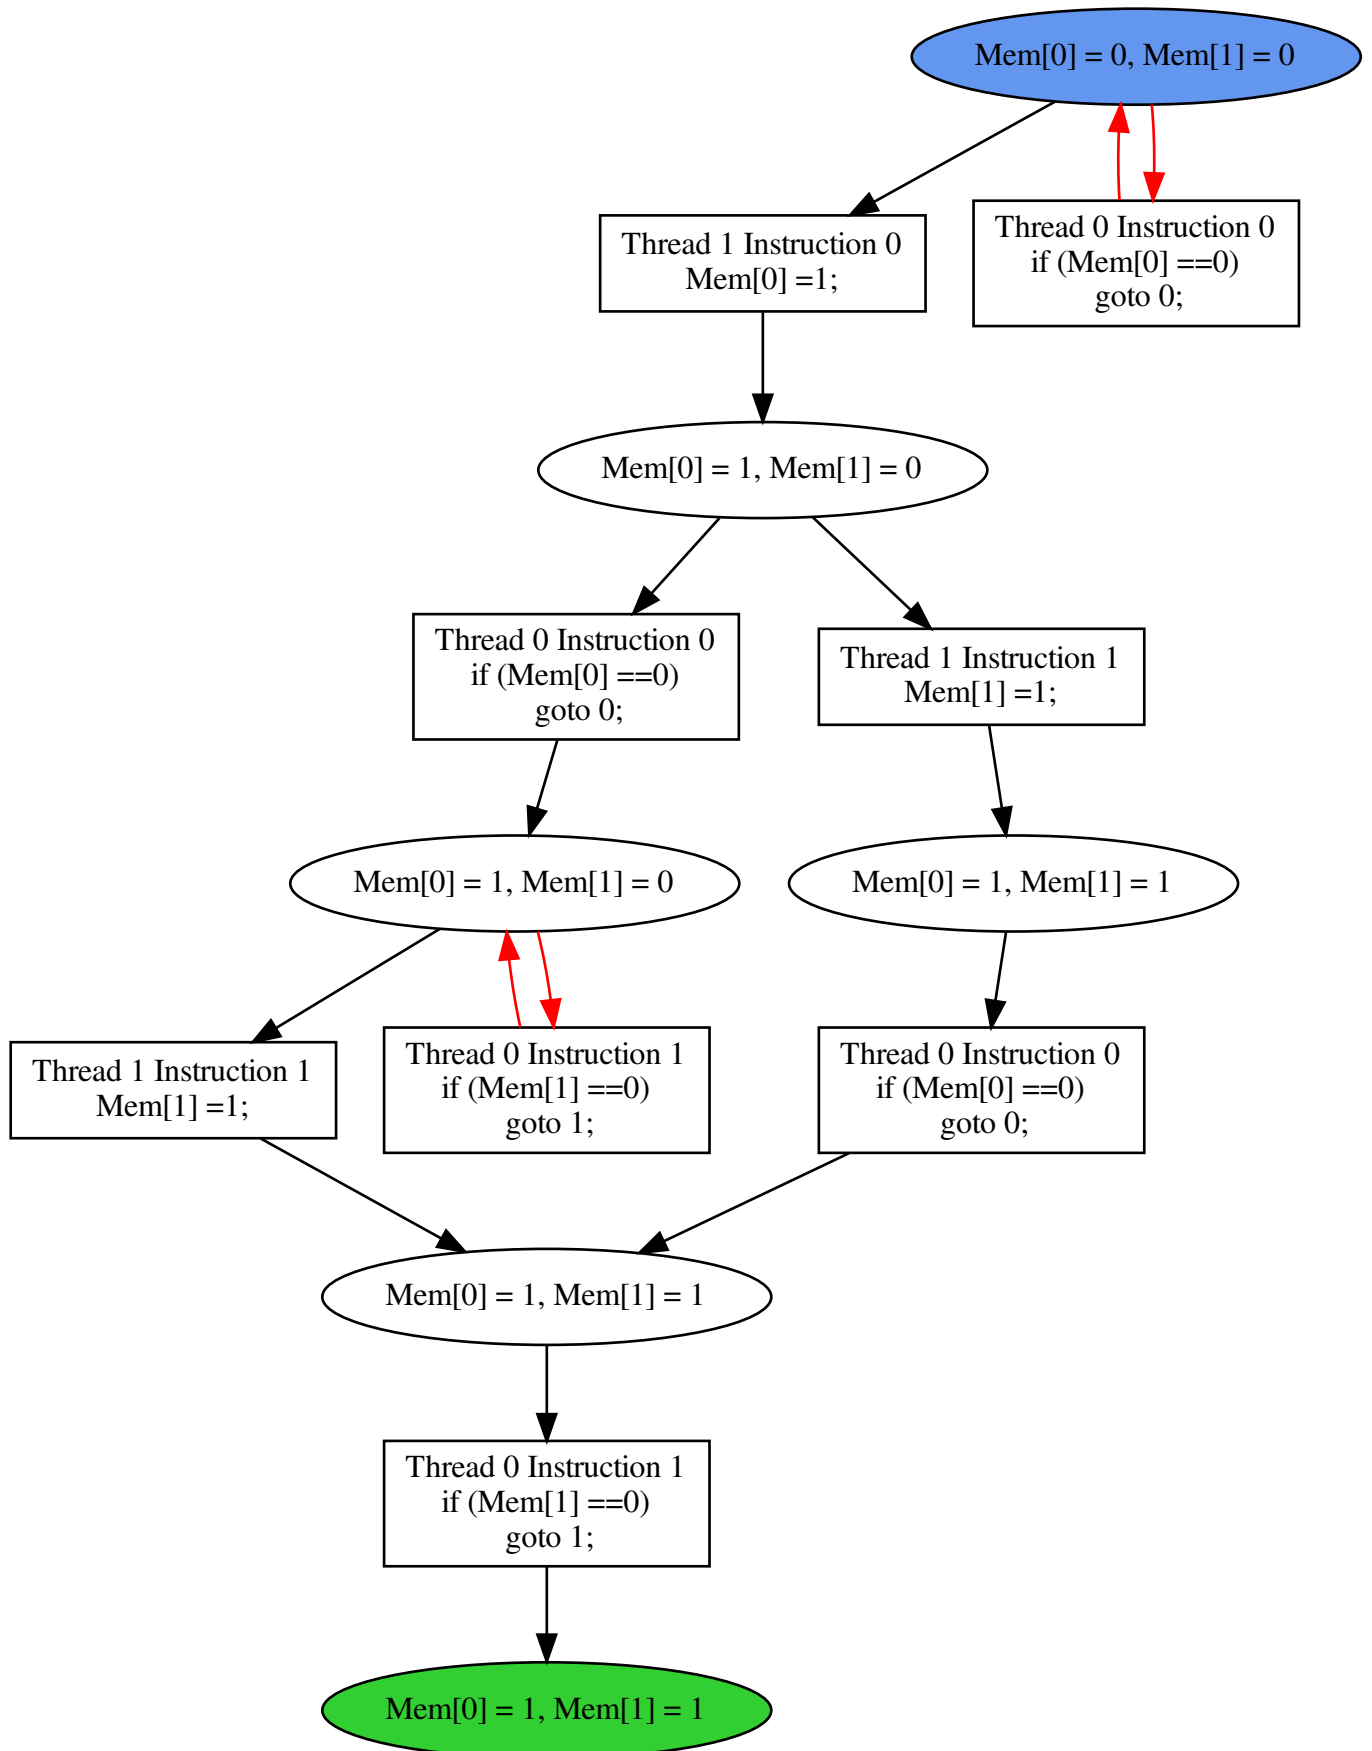 Mem[0] = 0, Mem[1] = 0
Thread 1 Instruction 0
Mem[0] =1;
Thread 0 Instruction 0
if (Mem[0] ==0)
goto 0;
Mem[0] = 1, Mem[1] = 0
Thread 0 Instruction 0
if (Mem[0] ==0)
goto 0;
Thread 1 Instruction 1
Mem[1] =1;
Mem[0] = 1, Mem[1] = 0
Mem[0] = 1, Mem[1] = 1
Thread 1 Instruction 1
Mem[1] =1;
Thread 0 Instruction 1
if (Mem[1] ==0)
goto 1;
Thread 0 Instruction 0
if (Mem[0] ==0)
goto 0;
Mem[0] = 1, Mem[1] = 1
Thread 0 Instruction 1
if (Mem[1] ==0)
goto 1;
Mem[0] = 1, Mem[1] = 1